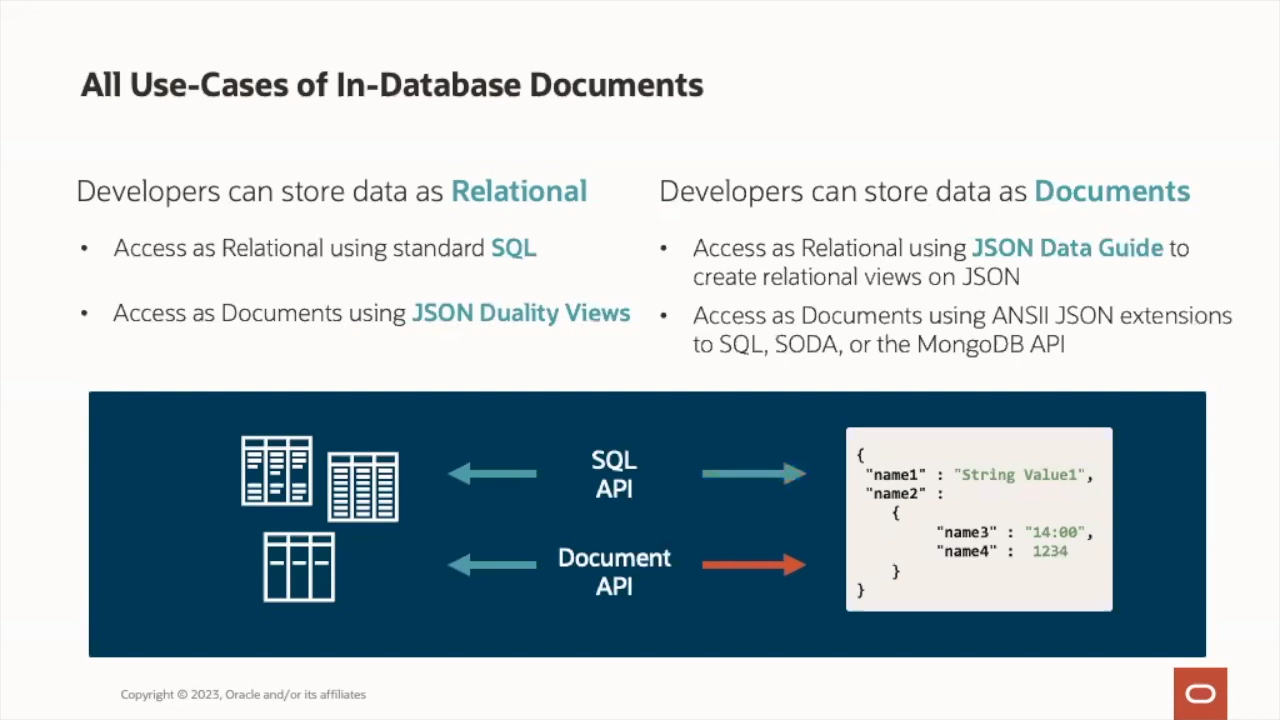 All Use-Cases of In-Database Documents
Developers can store data as Relational
• Access as Relational using standard SQL
• Access as Documents using JSON Duality Views
Developers can store data as Documents
• Access as Relational using JSON Data Guide to
create relational views on JSON
• Access as Documents using ANSII JSON extensions
to SQL, SODA, or the MongoDB API
SQL
API
Document
API
{
"name1" : "String Value1",
"name2" :
{
"name3" : "14:00",
"name4" : 1234
}
}
Copyright © 2023, Oracle and/or its affiliates